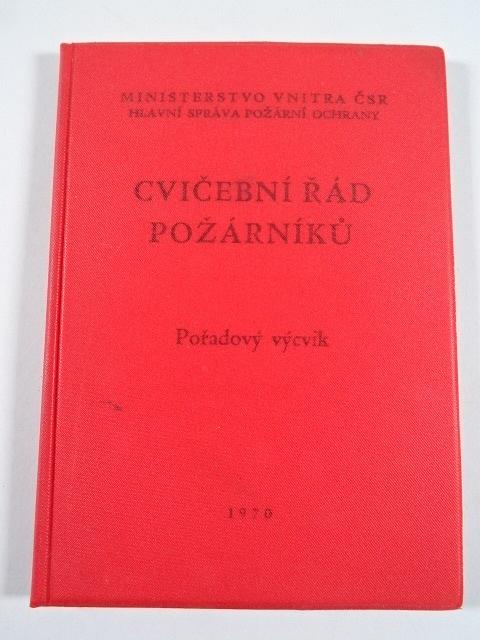 MINISTERSTVO VNITRA ČSR
HLAVNÍ SPRÁVA POŽÁRNÍ OCHRANY
CVIČEBNÍ ŘÁD
POŽÁRNÍKŮ
Pořadový výcvik
1970